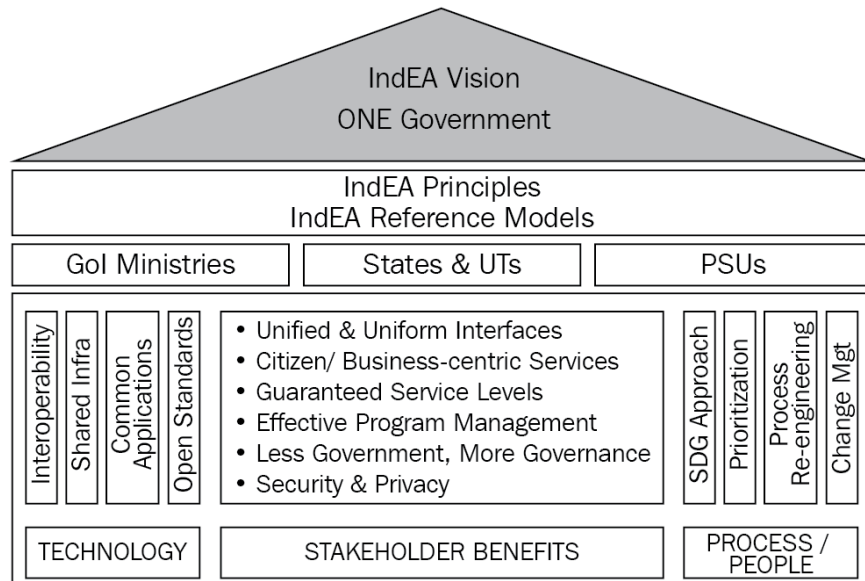 IndEA Vision
ONE Government
IndEA Principles
IndEA Reference Models
GoI Ministries
States & UTs
PSUs
Interoperability
Shared Infra
Common
Applications
Open Standards
• Unified & Uniform Interfaces
• Citizen/ Business-centric Services
• Guaranteed Service Levels
• Effective Program Management
• Less Government, More Governance
• Security & Privacy
SDG Approach
Prioritization
Process
Re-engineering
Change Mgt
TECHNOLOGY
STAKEHOLDER BENEFITS
PROCESS /
PEOPLE